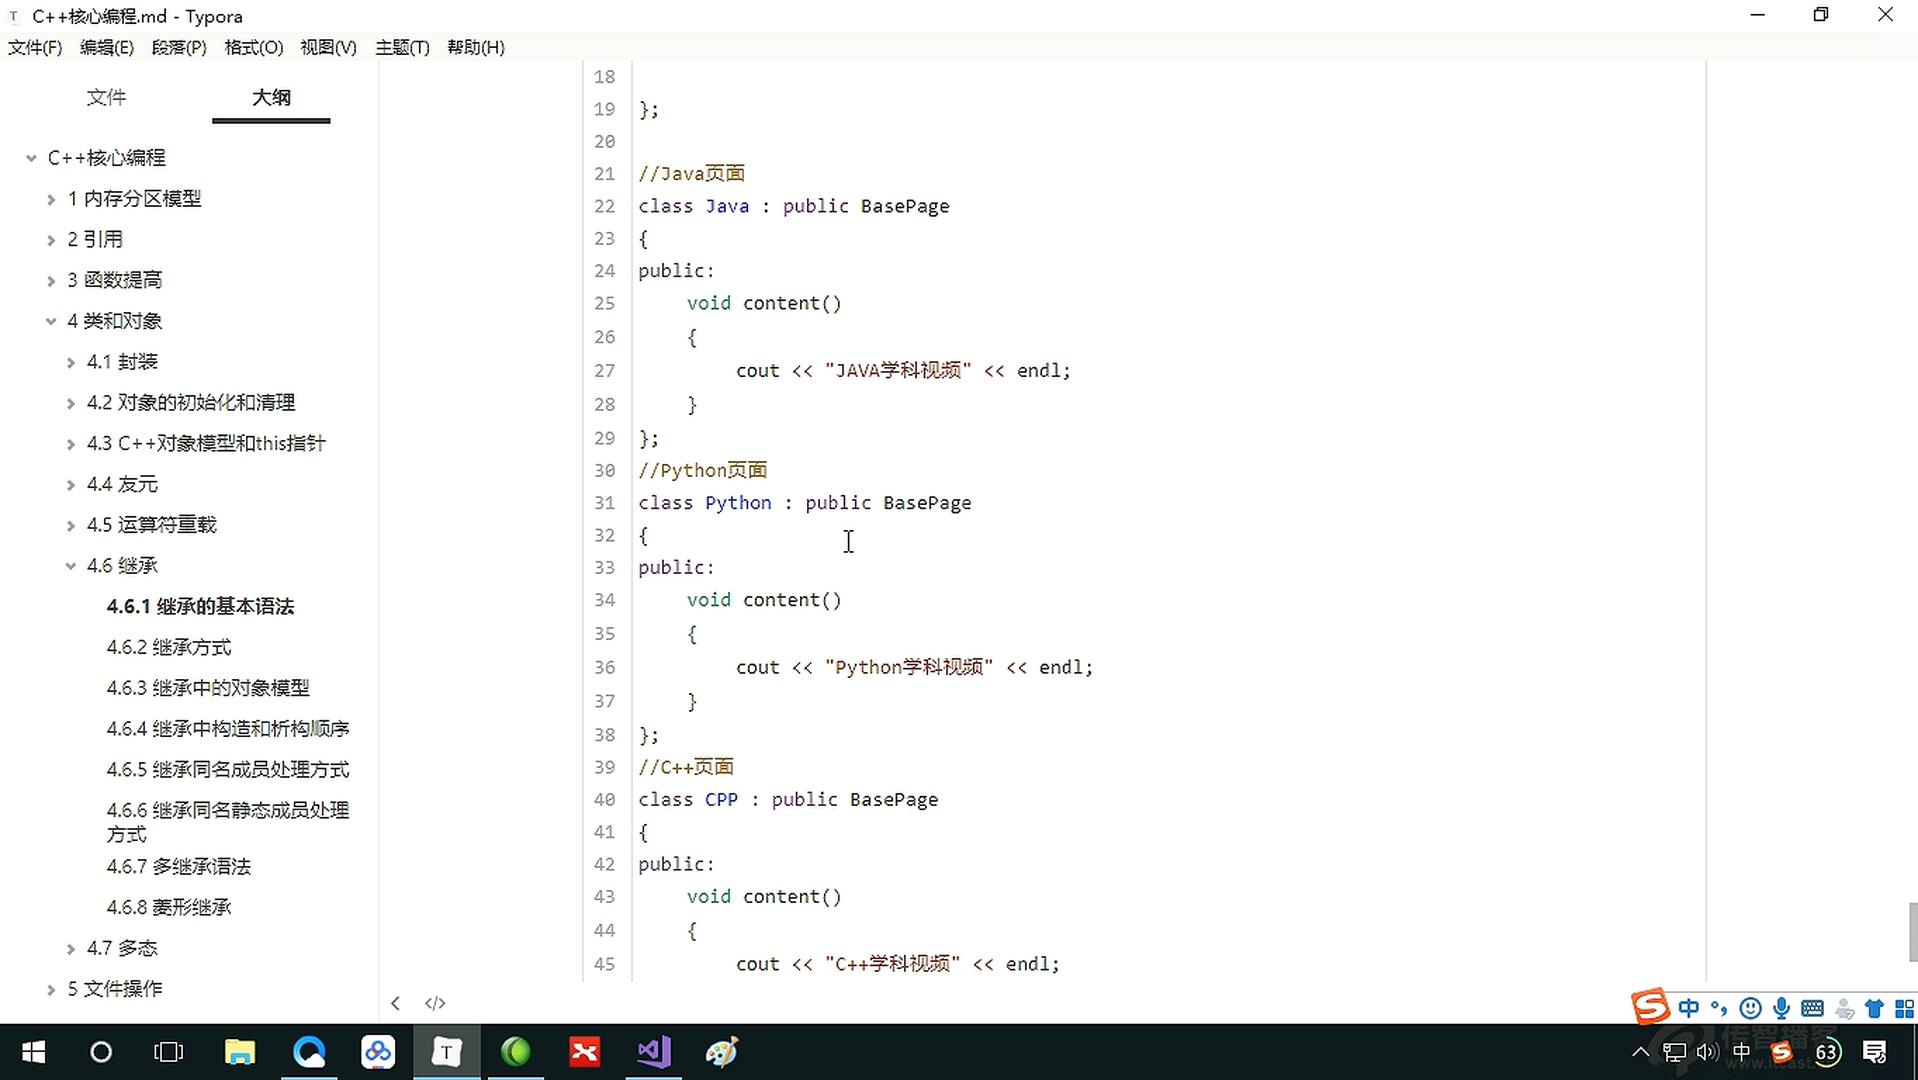 C++核心编程.md - Typora
文件(F) 编辑(E) 段落(P) 格式(O) 视图(V) 主题(T) 帮助(H)
文件 大纲
C++核心编程
1 内存分区模型
2 引用
3 函数提高
4 类和对象
4.1 封装
4.2 对象的初始化和清理
4.3 C++对象模型和this指针
4.4 友元
4.5 运算符重载
4.6 继承
4.6.1 继承的基本语法
4.6.2 继承方式
4.6.3 继承中的对象模型
4.6.4 继承中构造和析构顺序
4.6.5 继承同名成员处理方式
4.6.6 继承同名静态成员处理
方式
4.6.7 多继承语法
4.6.8 菱形继承
4.7 多态
5 文件操作
18
19 };
20
21 //Java页面
22 class Java : public BasePage
23 {
24 public:
25 void content()
26 {
27 cout << "JAVA学科视频" << endl;
28 }
29 };
30 //Python页面
31 class Python : public BasePage
32 {
33 public:
34 void content()
35 {
36 cout << "Python学科视频" << endl;
37 }
38 };
39 //C++页面
40 class CPP : public BasePage
41 {
42 public:
43 void content()
44 {
45 cout << "C++学科视频" << endl;
</>
中
T
中
63
传智播客